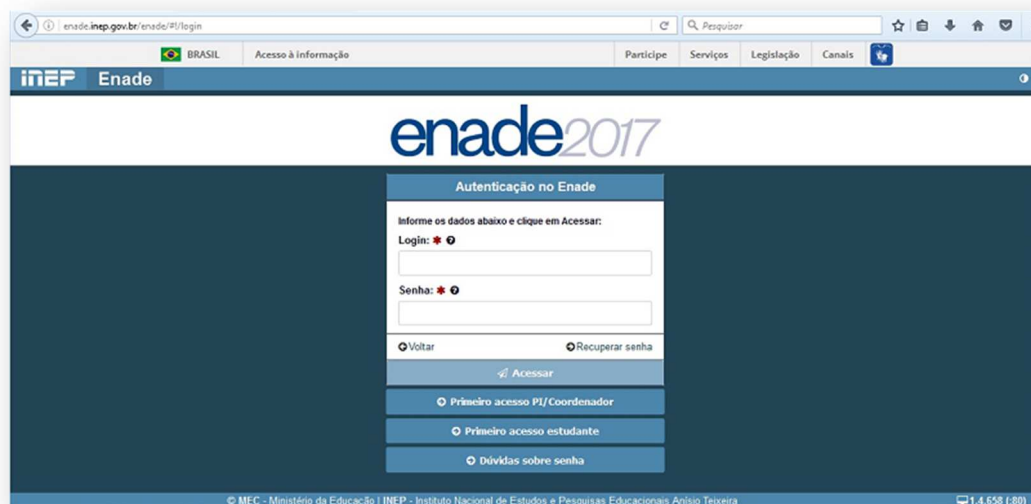 enade.inep.gov.br/enade/#!/login
Pesquisar
BRASIL Acesso à informação Participe Serviços Legislação Canais
inep Enade
enade2017
Autenticação no Enade
Informe os dados abaixo e clique em Acessar:
Login: *
Senha: *
Voltar Recuperar senha
Acessar
Primeiro acesso PI/Coordenador
Primeiro acesso estudante
Dúvidas sobre senha
© MEC - Ministério da Educação | INEP - Instituto Nacional de Estudos e Pesquisas Educacionais Anísio Teixeira 1.4.658 (:80)